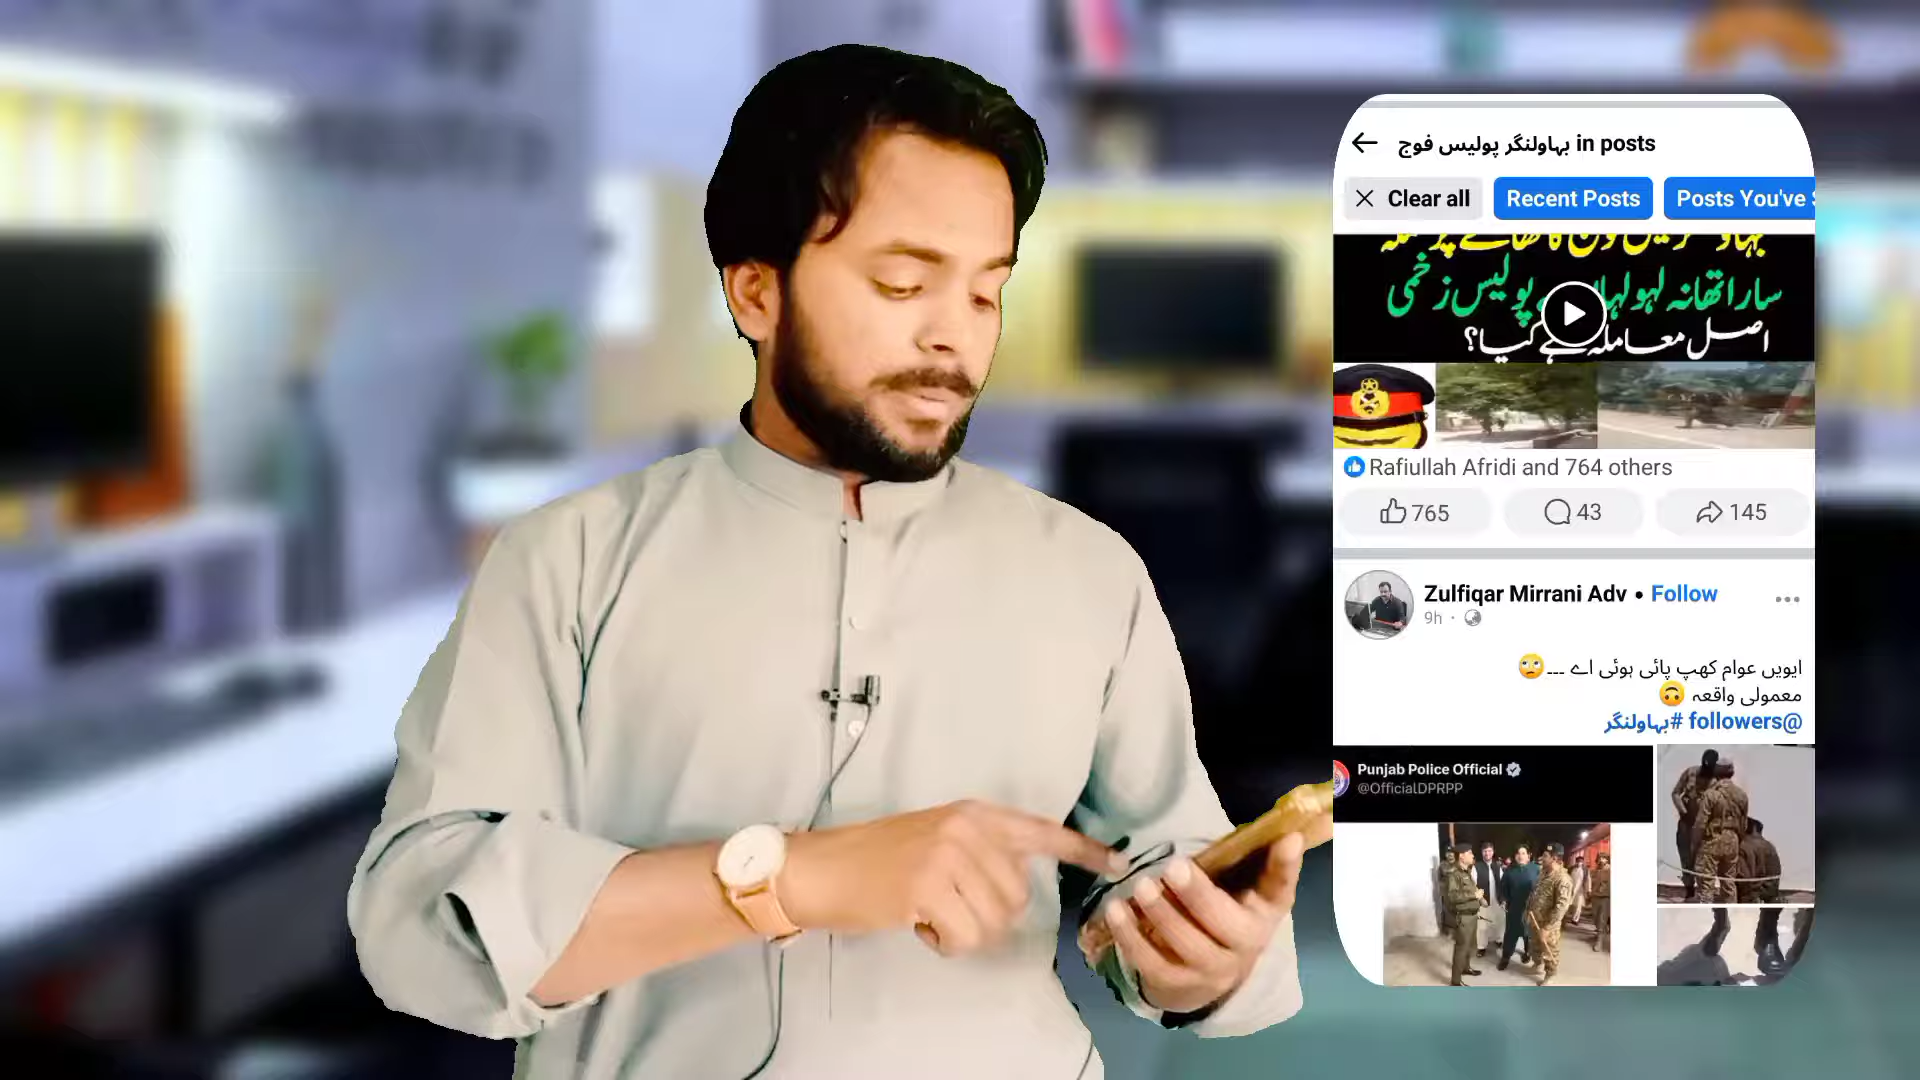 بہاولنگر پولیس فوج in posts
Clear all
Recent Posts
Posts You've
سارا تھانہ پولیس زخمی
اصل معاملہ ہے کیا؟
Rafiullah Afridi and 764 others
765
43
145
Zulfiqar Mirrani Adv • Follow
9h
ایویں عوام کھپ پائی ہوئی اے ---🙄
معمولی واقعہ 🙃
@followers #بہاولنگر
Punjab Police Official
@OfficialDPRPP